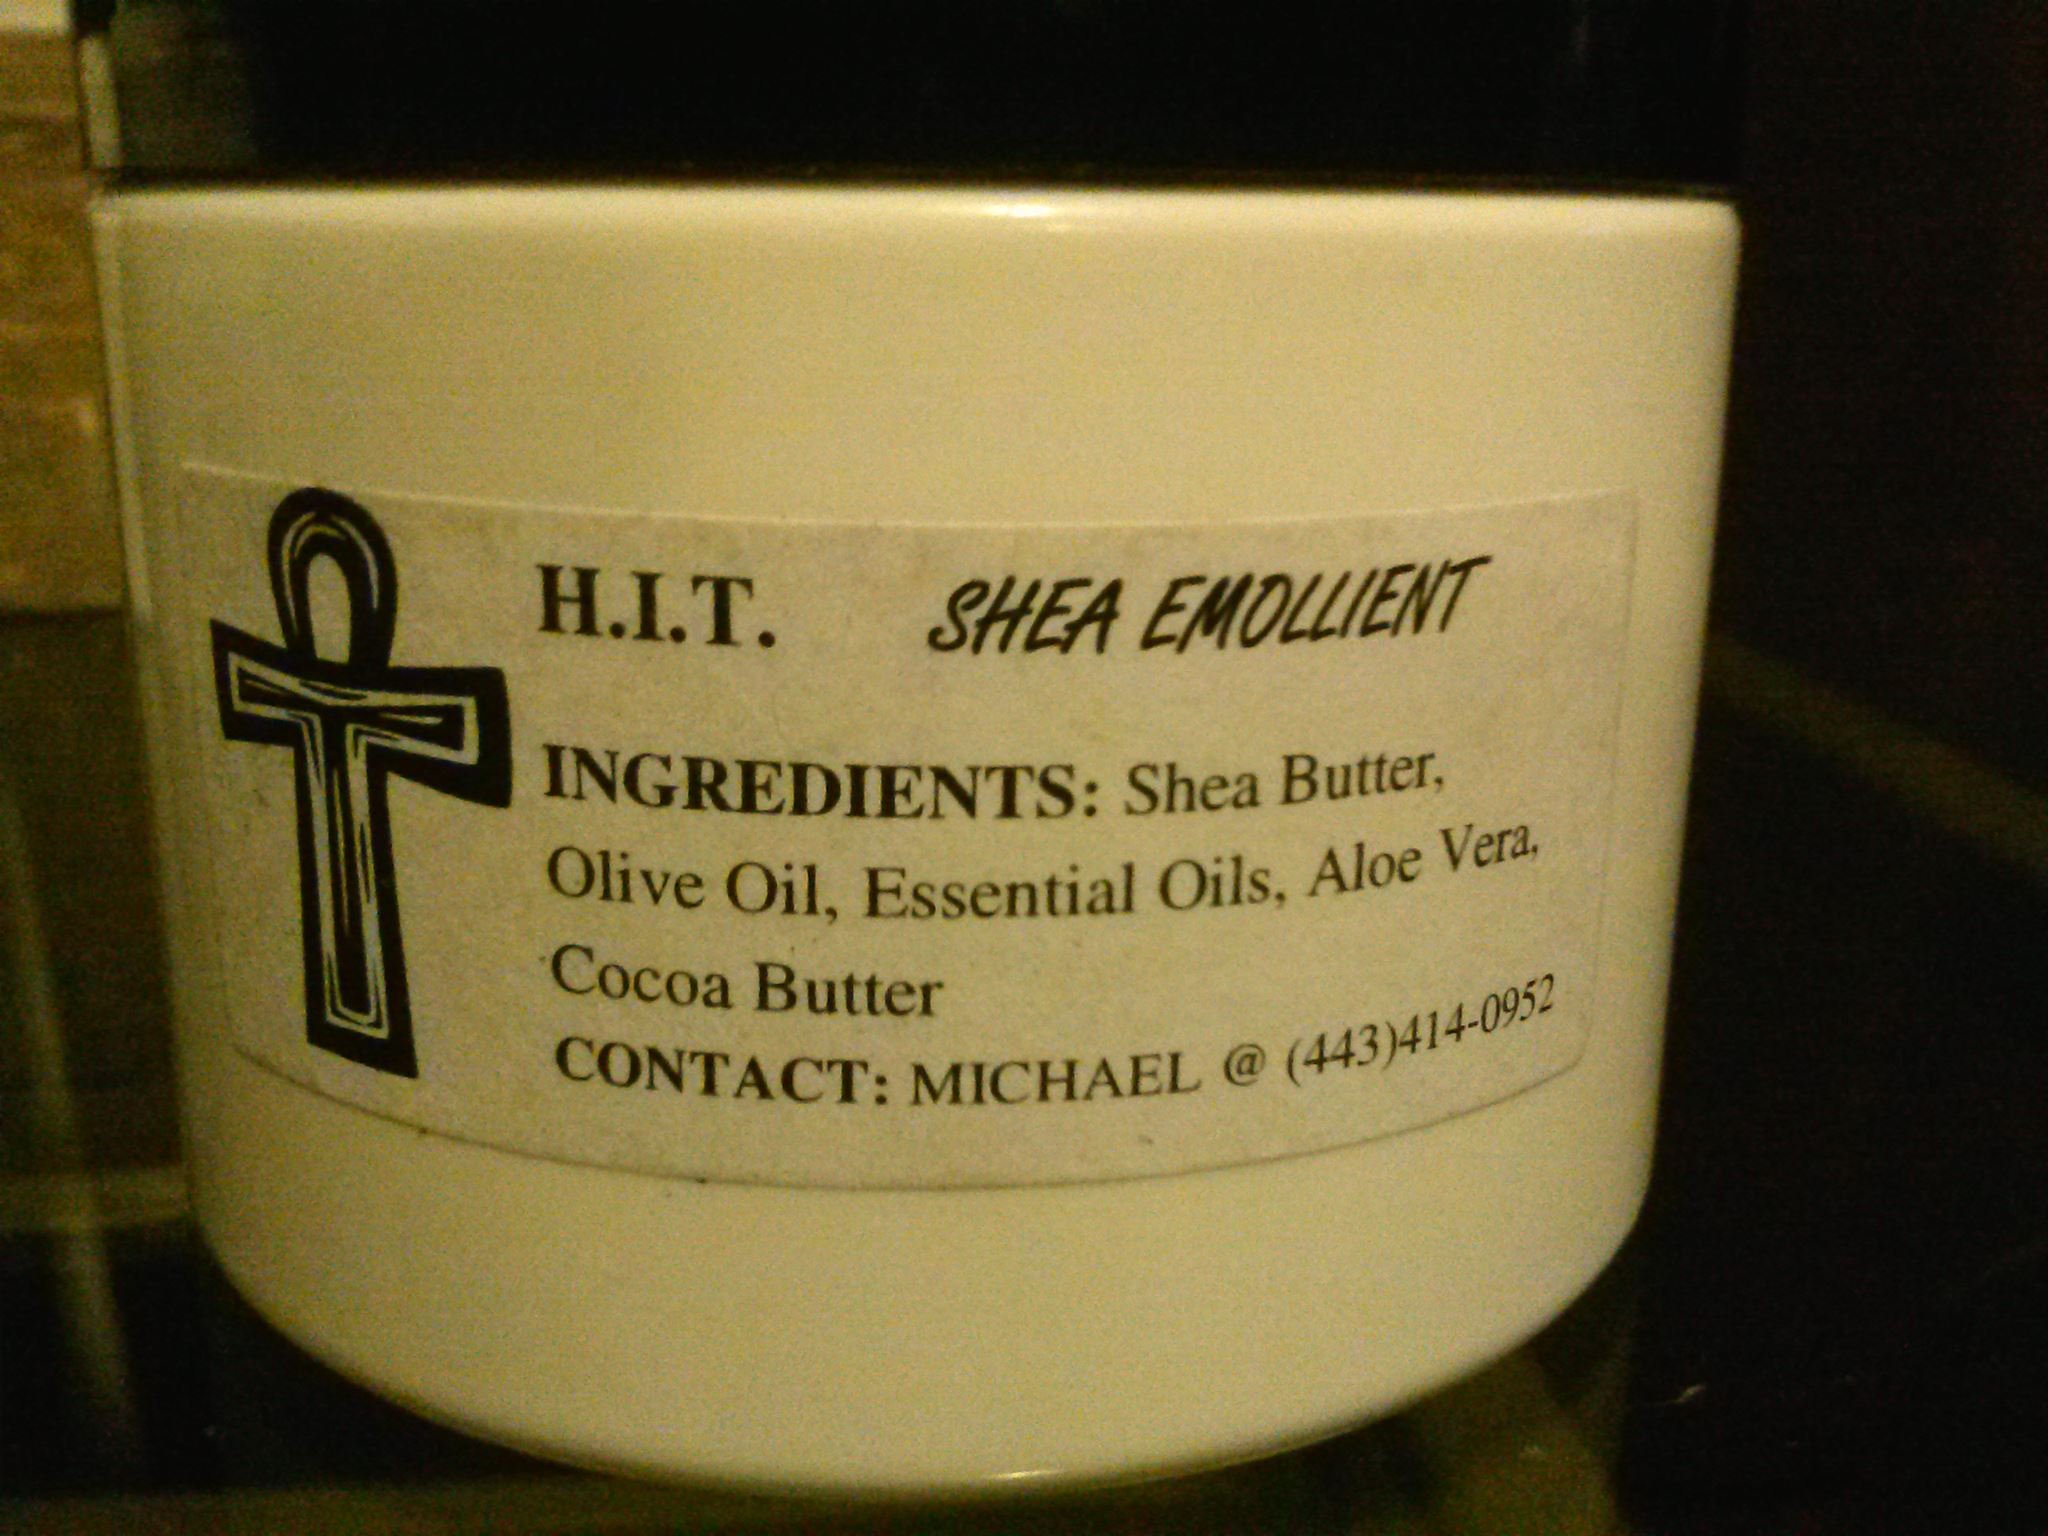 H.I.T. SHEA EMOLLIENT
INGREDIENTS: Shea Butter,
Olive Oil, Essential Oils, Aloe Vera,
Cocoa Butter
CONTACT: MICHAEL @ (443)414-0952